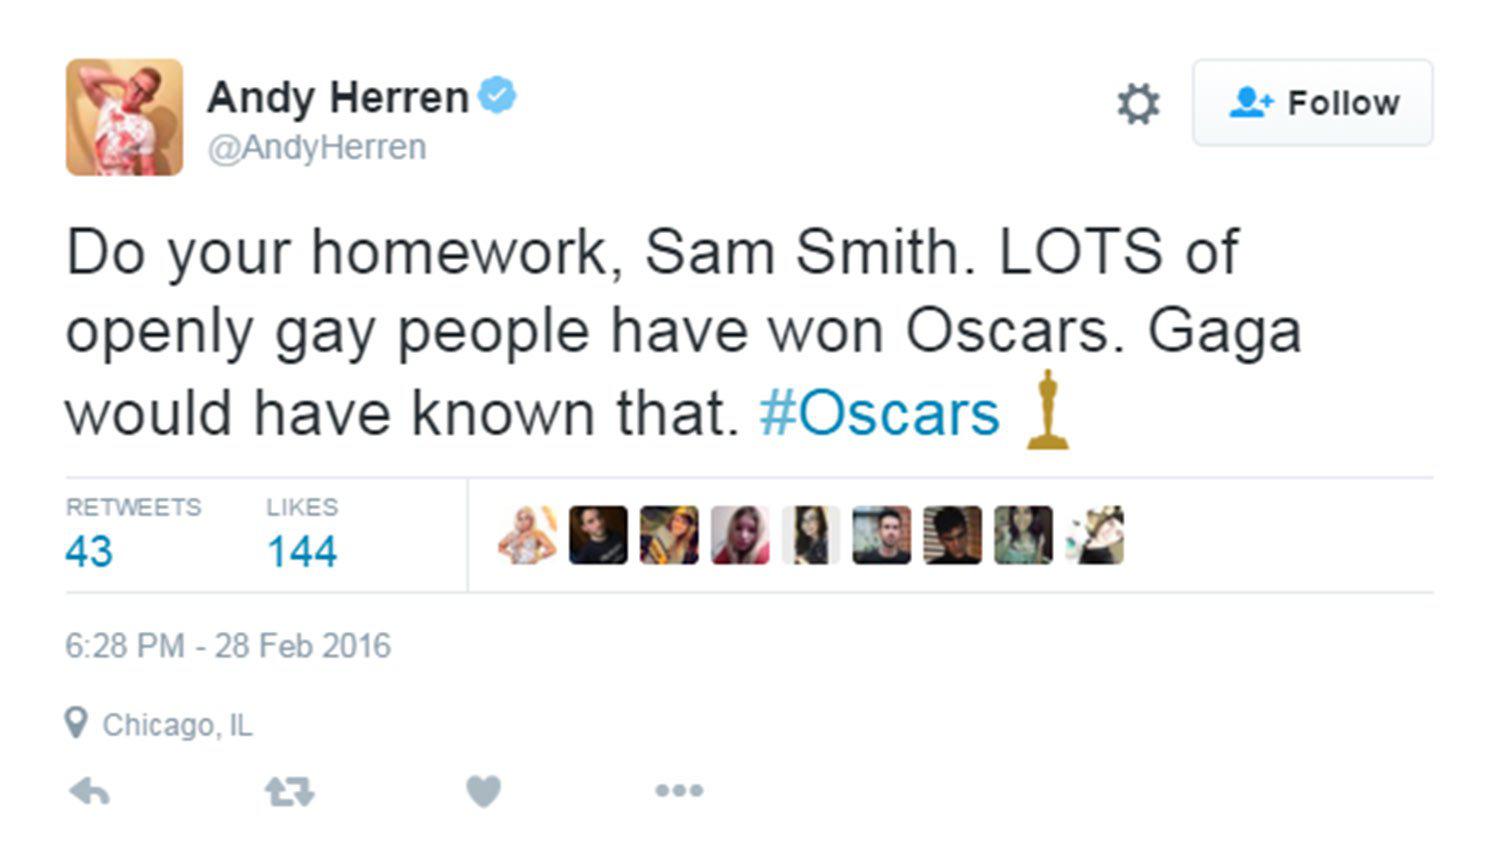 Andy Herren
@AndyHerren
Follow
Do your homework, Sam Smith. LOTS of
openly gay people have won Oscars. Gaga
would have known that. #Oscars
RETWEETS LIKES
43 144
6:28 PM - 28 Feb 2016
Chicago, IL